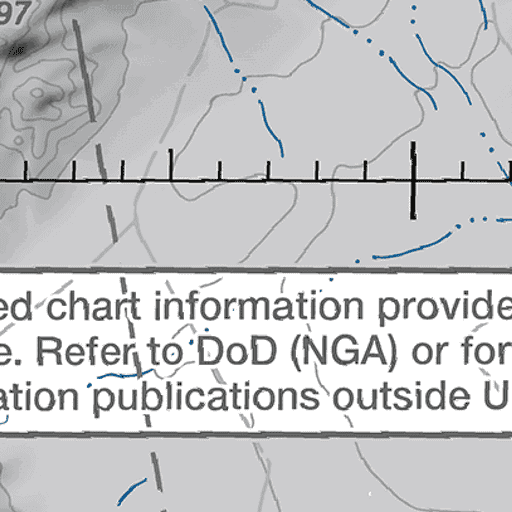 97
ed chart information provide
e. Refer to DoD (NGA) or for
ation publications outside U